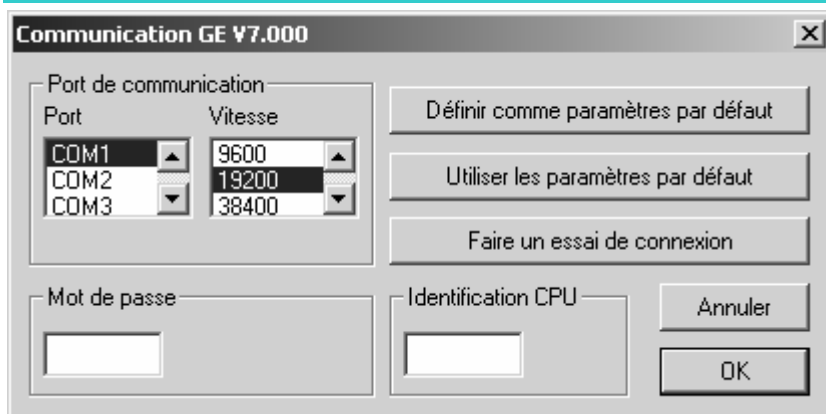 Communication GE V7.000
Port de communication
Port
Vitesse
COM1
COM2
COM3
9600
19200
38400
Définir comme paramètres par défaut
Utiliser les paramètres par défaut
Faire un essai de connexion
Mot de passe
Identification CPU
Annuler
OK